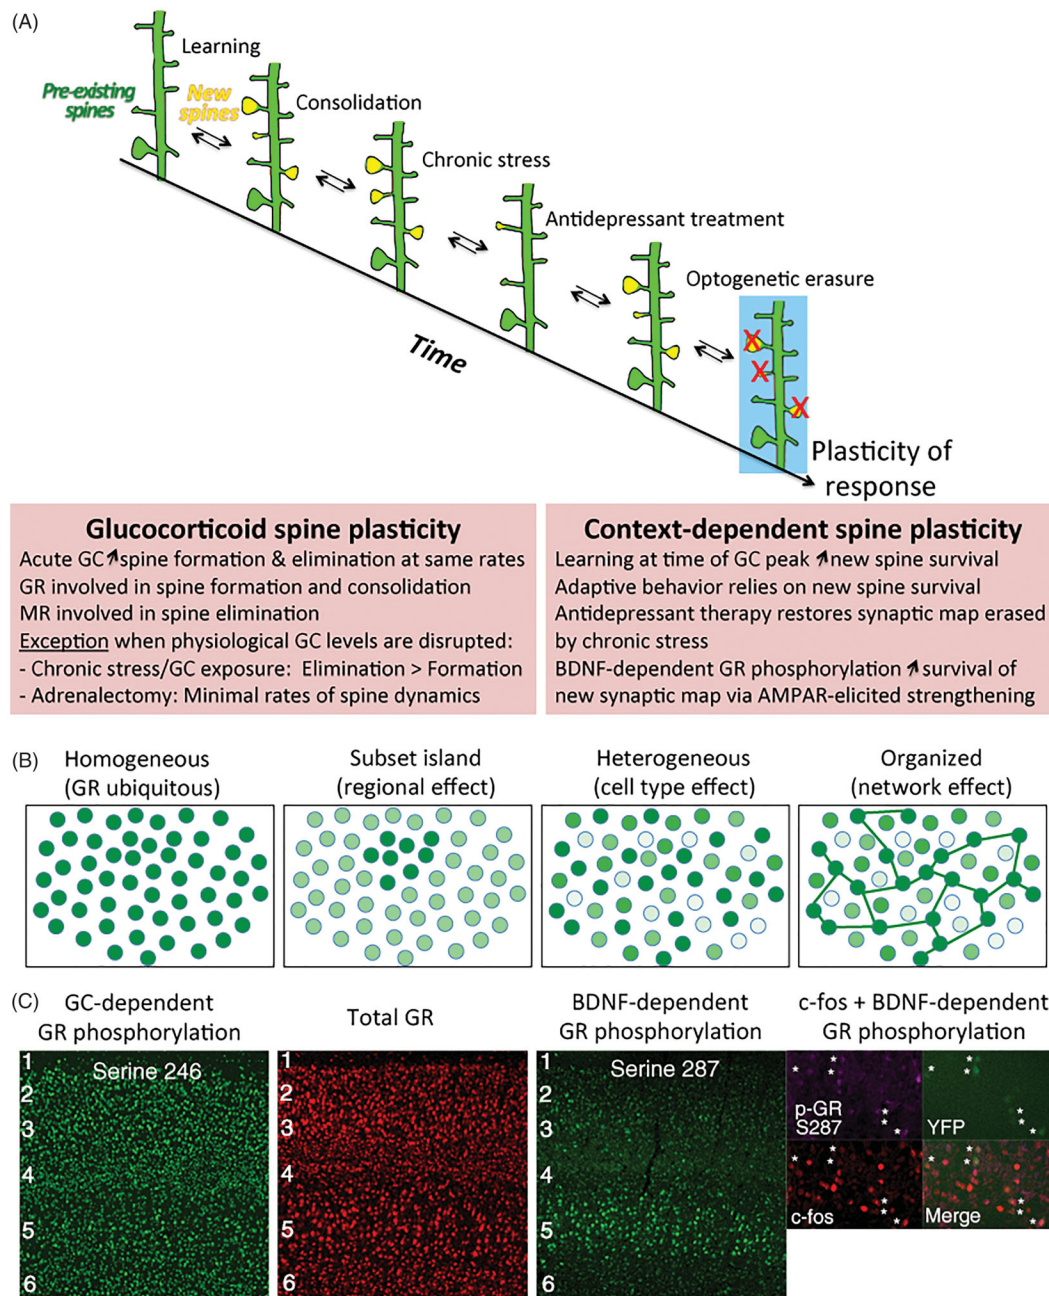 (A)
Learning
Pre-existing
spines
New
spines
Consolidation
Chronic stress
Antidepressant treatment
Optogenetic erasure
X
X
X
Time
Plasticity of
response
Glucocorticoid spine plasticity
Acute GC ↗ spine formation & elimination at same rates
GR involved in spine formation and consolidation
MR involved in spine elimination
Exception when physiological GC levels are disrupted:
- Chronic stress/GC exposure: Elimination > Formation
- Adrenalectomy: Minimal rates of spine dynamics
Context-dependent spine plasticity
Learning at time of GC peak ↗ new spine survival
Adaptive behavior relies on new spine survival
Antidepressant therapy restores synaptic map erased
by chronic stress
BDNF-dependent GR phosphorylation ↗ survival of
new synaptic map via AMPAR-elicited strengthening
(B)
Homogeneous
(GR ubiquitous)
Subset island
(regional effect)
Heterogeneous
(cell type effect)
Organized
(network effect)
(C)
GC-dependent
GR phosphorylation
Total GR
BDNF-dependent
GR phosphorylation
c-fos + BDNF-dependent
GR phosphorylation
1
2
3
4
5
6
Serine 246
1
2
3
4
5
6
1
2
3
4
5
6
Serine 287
p-GR
S287
YFP
c-fos
Merge